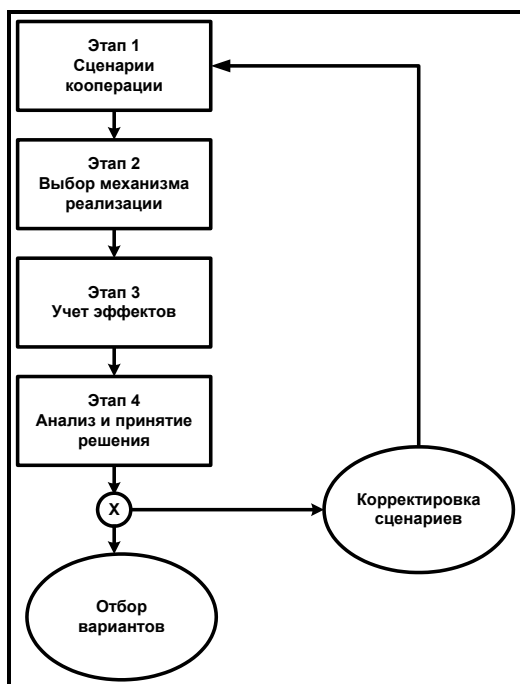 Этап 1
Сценарии
кооперации
Этап 2
Выбор механизма
реализации
Этап 3
Учет эффектов
Этап 4
Анализ и принятие
решения
X
Корректировка
сценариев
Отбор
вариантов